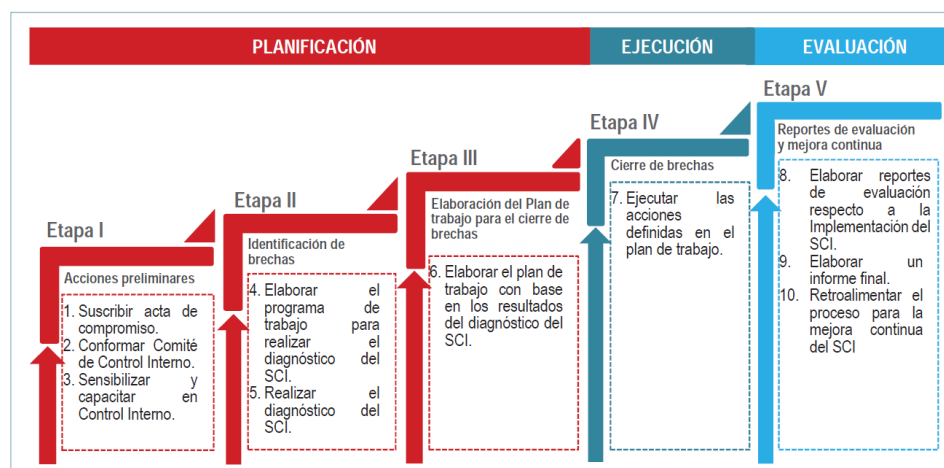 PLANIFICACIÓN
EJECUCIÓN
EVALUACIÓN
Etapa I
Acciones preliminares
1. Suscribir acta de
compromiso.
2. Conformar Comité
de Control Interno.
3. Sensibilizar y
capacitar en
Control Interno.
Etapa II
Identificación de
brechas
4. Elaborar el
programa de
trabajo para
realizar el
diagnóstico del
SCI.
5. Realizar el
diagnóstico del
SCI.
Etapa III
Elaboración del Plan de
trabajo para el cierre de
brechas
6. Elaborar el plan de
trabajo con base
en los resultados
del diagnóstico del
SCI.
Etapa IV
Cierre de brechas
7. Ejecutar las
acciones
definidas en el
plan de trabajo.
Etapa V
Reportes de evaluación
y mejora continua
8. Elaborar reportes
de evaluación
respecto a la
Implementación del
SCI.
9. Elaborar un
informe final.
10. Retroalimentar el
proceso para la
mejora continua
del SCI